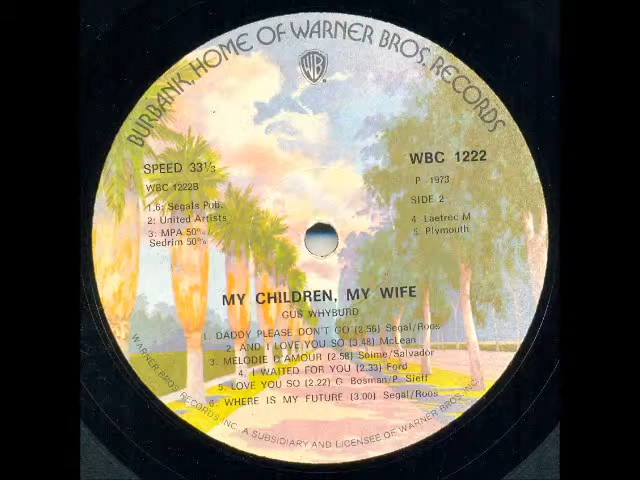 BURBANK, HOME OF WARNER BROS. RECORDS
WB
SPEED 33⅓
WBC 1222B
1.6: Segals Pub.
2: United Artists
3: MPA 50%
Sedrim 50%
WBC 1222
P 1973
SIDE 2
4 Laetrec M
5 Plymouth
MY CHILDREN, MY WIFE
GUS WHYBURD
1. DADDY PLEASE DON'T GO (2.56) Segal/Roos
2. AND I LOVE YOU SO (3.48) McLean
3. MELODIE D'AMOUR (2.58) Solme/Salvador
4. I WAITED FOR YOU (2.33) Ford
5. LOVE YOU SO (2.22) G. Bosman/P. Sieff
6. WHERE IS MY FUTURE (3.00) Segal/Roos
WARNER BROS. RECORDS INC. A SUBSIDIARY AND LICENSEE OF WARNER BROS. INC.